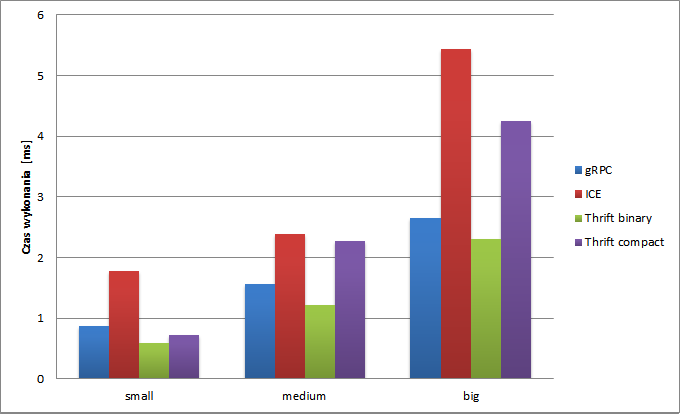 6
5
4
3
2
1
0
Czas wykonania [ms]
small
medium
big
gRPC
ICE
Thrift binary
Thrift compact